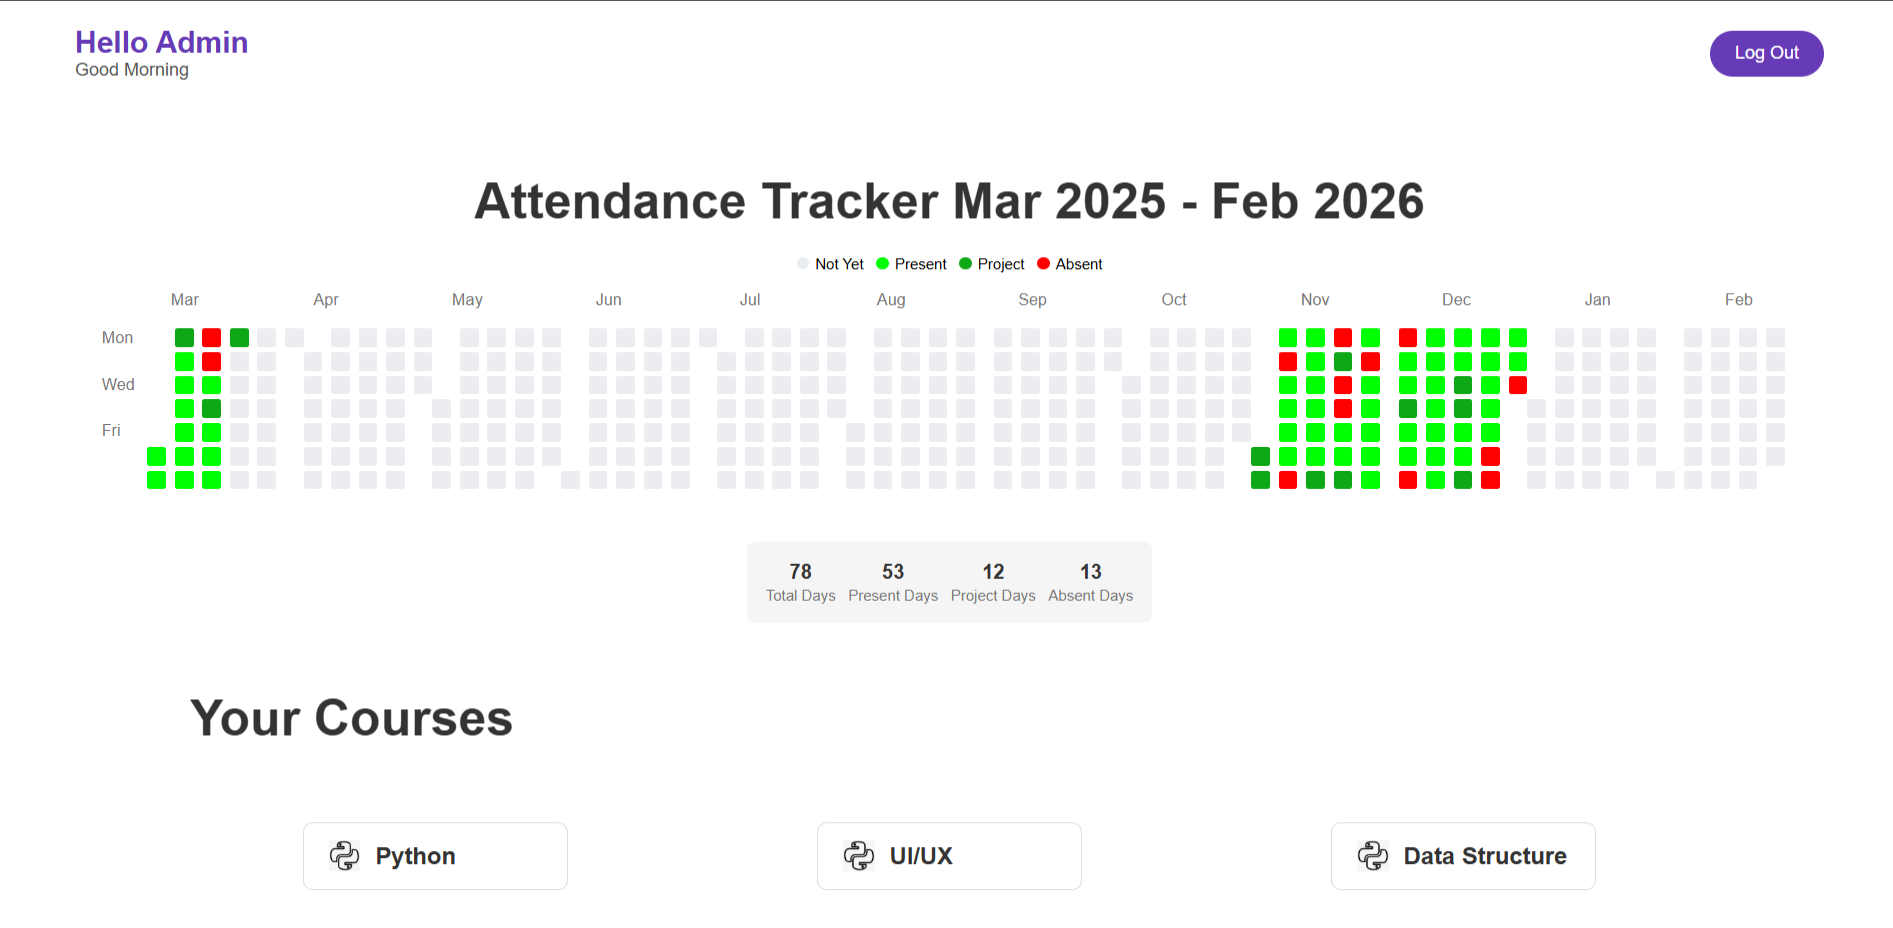 Hello Admin
Good Morning
Log Out
Attendance Tracker Mar 2025 - Feb 2026
Not Yet Present Project Absent
Mar Apr May Jun Jul Aug Sep Oct Nov Dec Jan Feb
Mon
Wed
Fri
78 53 12 13
Total Days Present Days Project Days Absent Days
Your Courses
Python UI/UX Data Structure